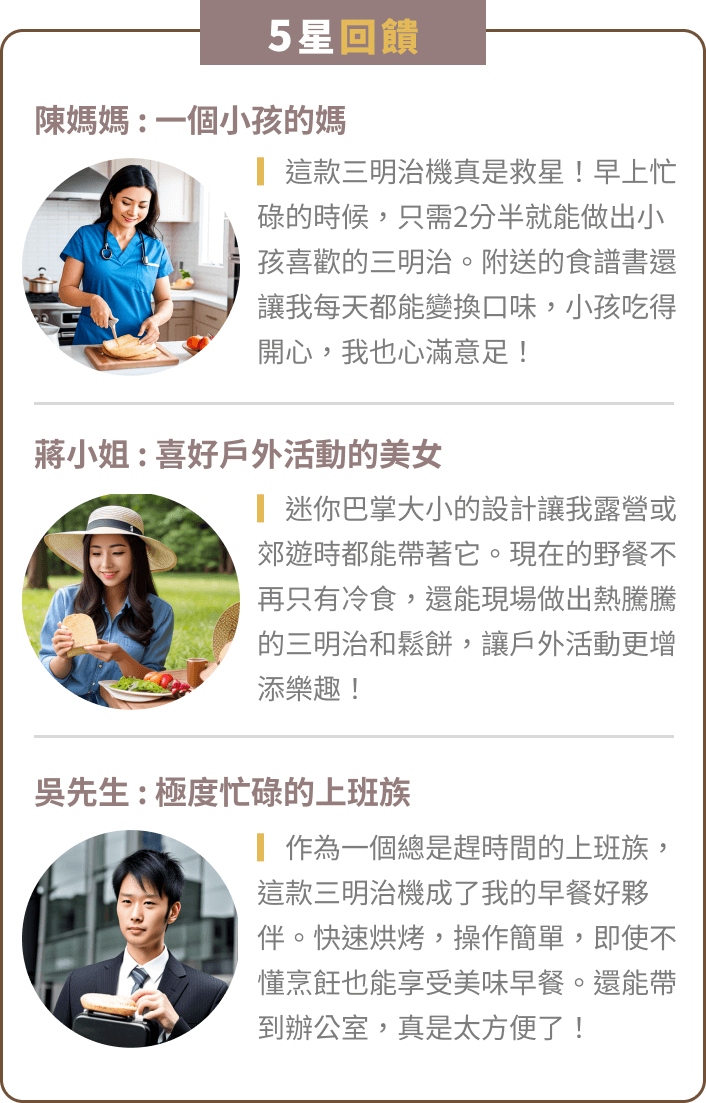 5星回饋
陳媽媽 : 一個小孩的媽
這款三明治機真是救星！早上忙
碌的時候，只需2分半就能做出小
孩喜歡的三明治。附送的食譜書還
讓我每天都能變換口味，小孩吃得
開心，我也心滿意足！
蔣小姐 : 喜好戶外活動的美女
迷你巴掌大小的設計讓我露營或
郊遊時都能帶著它。現在的野餐不
再只有冷食，還能現場做出熱騰騰
的三明治和鬆餅，讓戶外活動更增
添樂趣！
吳先生 : 極度忙碌的上班族
作為一個總是趕時間的上班族，
這款三明治機成了我的早餐好夥
伴。快速烘烤，操作簡單，即使不
懂烹飪也能享受美味早餐。還能帶
到辦公室，真是太方便了！